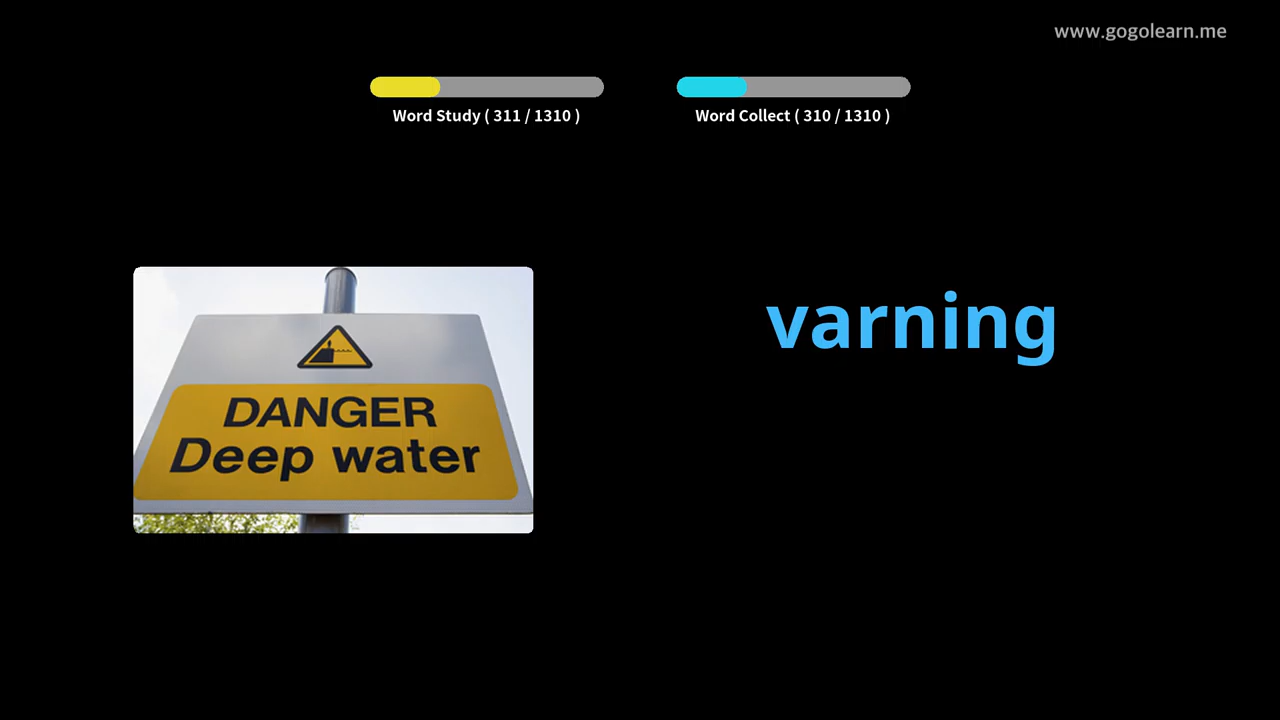 www.gogolearn.me
Word Study ( 311 / 1310 )
Word Collect ( 310 / 1310 )
varning
DANGER
Deep water